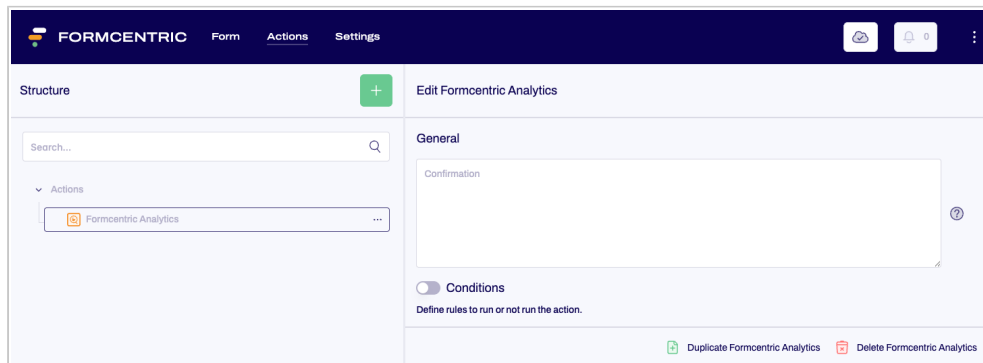 FORMCENTRIC Form Actions Settings 0
Structure
Search...
Actions
Formcentric Analytics
Edit Formcentric Analytics
General
Confirmation
Conditions
Define rules to run or not run the action.
Duplicate Formcentric Analytics Delete Formcentric Analytics